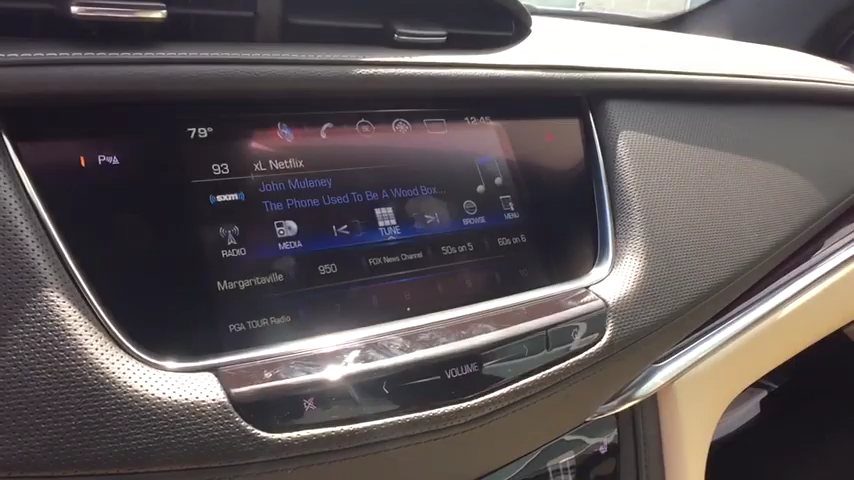 79° 12:45
P
93 xL Netflix
sxm John Mulaney
The Phone Used To Be A Wood Box...
RADIO MEDIA TUNE BROWSE MENU
Margaritaville 950 FOX News Channel 50s on 5 60s on 6
PGA TOUR Radio
VOLUME